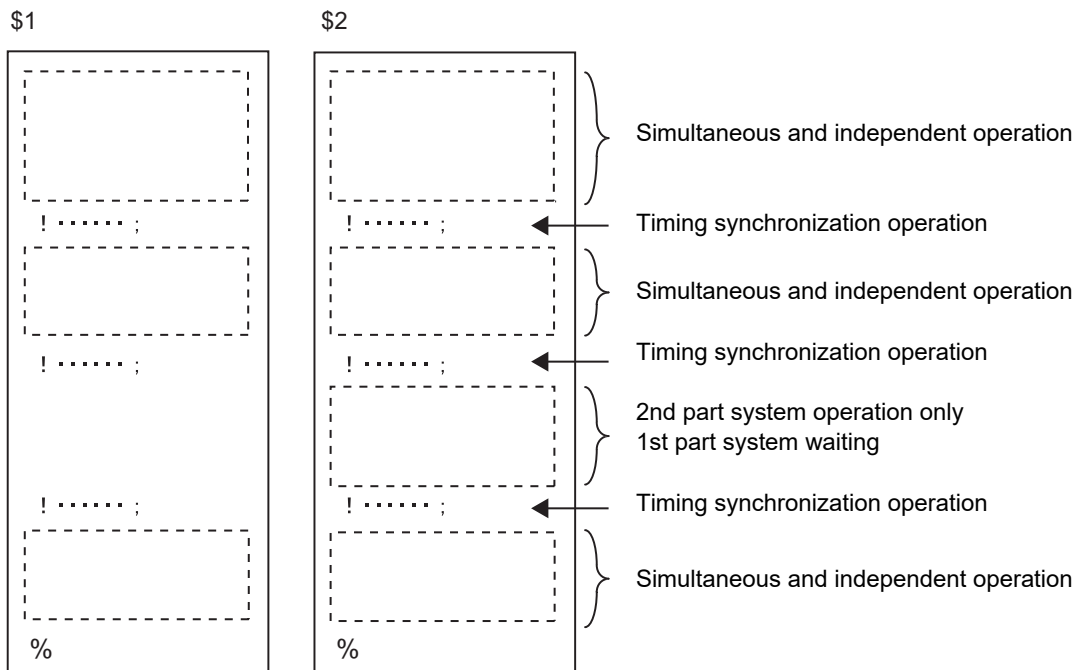 $1 $2
Simultaneous and independent operation
! ······ ; ! ······ ; Timing synchronization operation
Simultaneous and independent operation
! ······ ; ! ······ ; Timing synchronization operation
2nd part system operation only
1st part system waiting
! ······ ; ! ······ ; Timing synchronization operation
Simultaneous and independent operation
% %